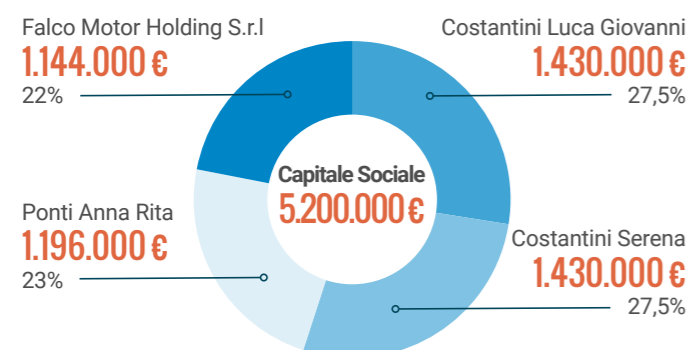 Falco Motor Holding S.r.l
1.144.000 €
22%
Costantini Luca Giovanni
1.430.000 €
27,5%
Capitale Sociale
5.200.000 €
Ponti Anna Rita
1.196.000 €
23%
Costantini Serena
1.430.000 €
27,5%